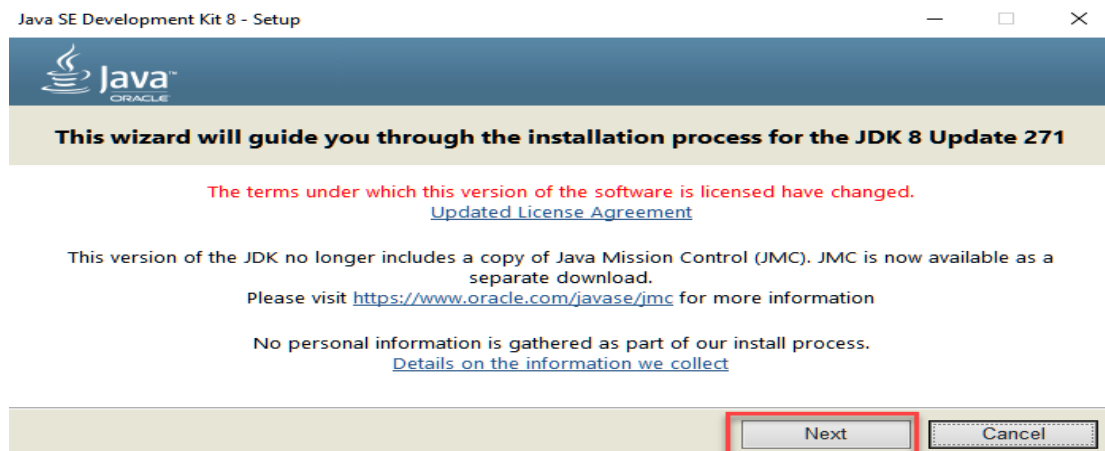 Java SE Development Kit 8 - Setup
Java™
ORACLE
This wizard will guide you through the installation process for the JDK 8 Update 271
The terms under which this version of the software is licensed have changed.
Updated License Agreement
This version of the JDK no longer includes a copy of Java Mission Control (JMC). JMC is now available as a
separate download.
Please visit https://www.oracle.com/javase/jmc for more information
No personal information is gathered as part of our install process.
Details on the information we collect
Next
Cancel